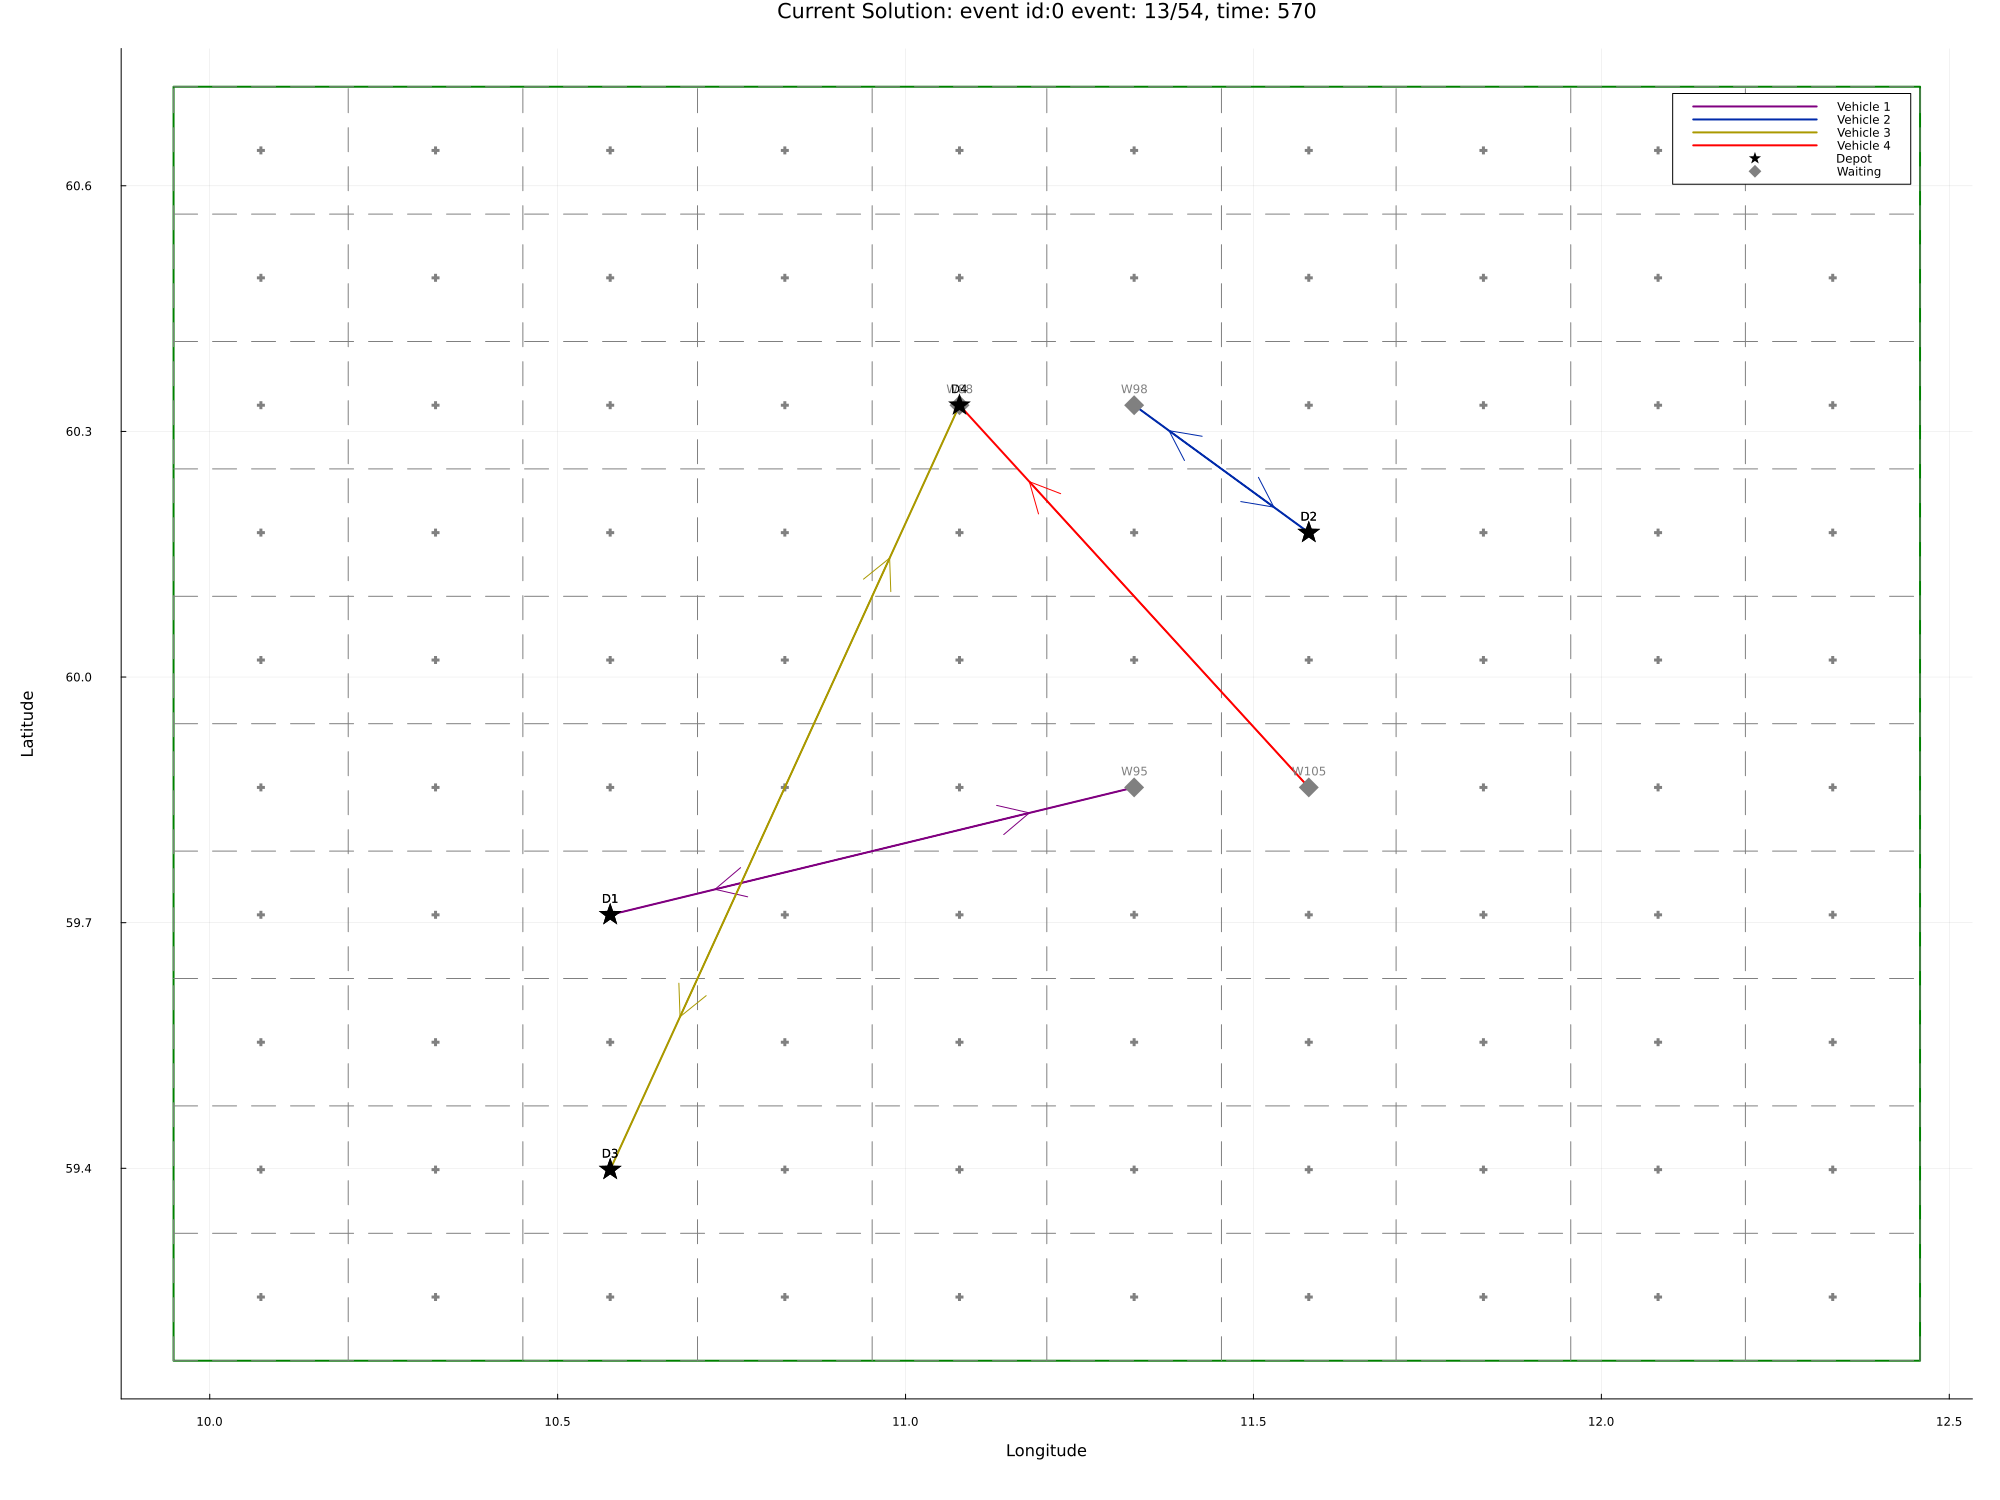 Current Solution: event id:0 event: 13/54, time: 570
Vehicle 1
Vehicle 2
Vehicle 3
Vehicle 4
Depot
Waiting
60.6
60.3
60.0
59.7
59.4
D4
W98
D2
W95
W105
D1
D3
10.0
10.5
11.0
11.5
12.0
12.5
Longitude
Latitude